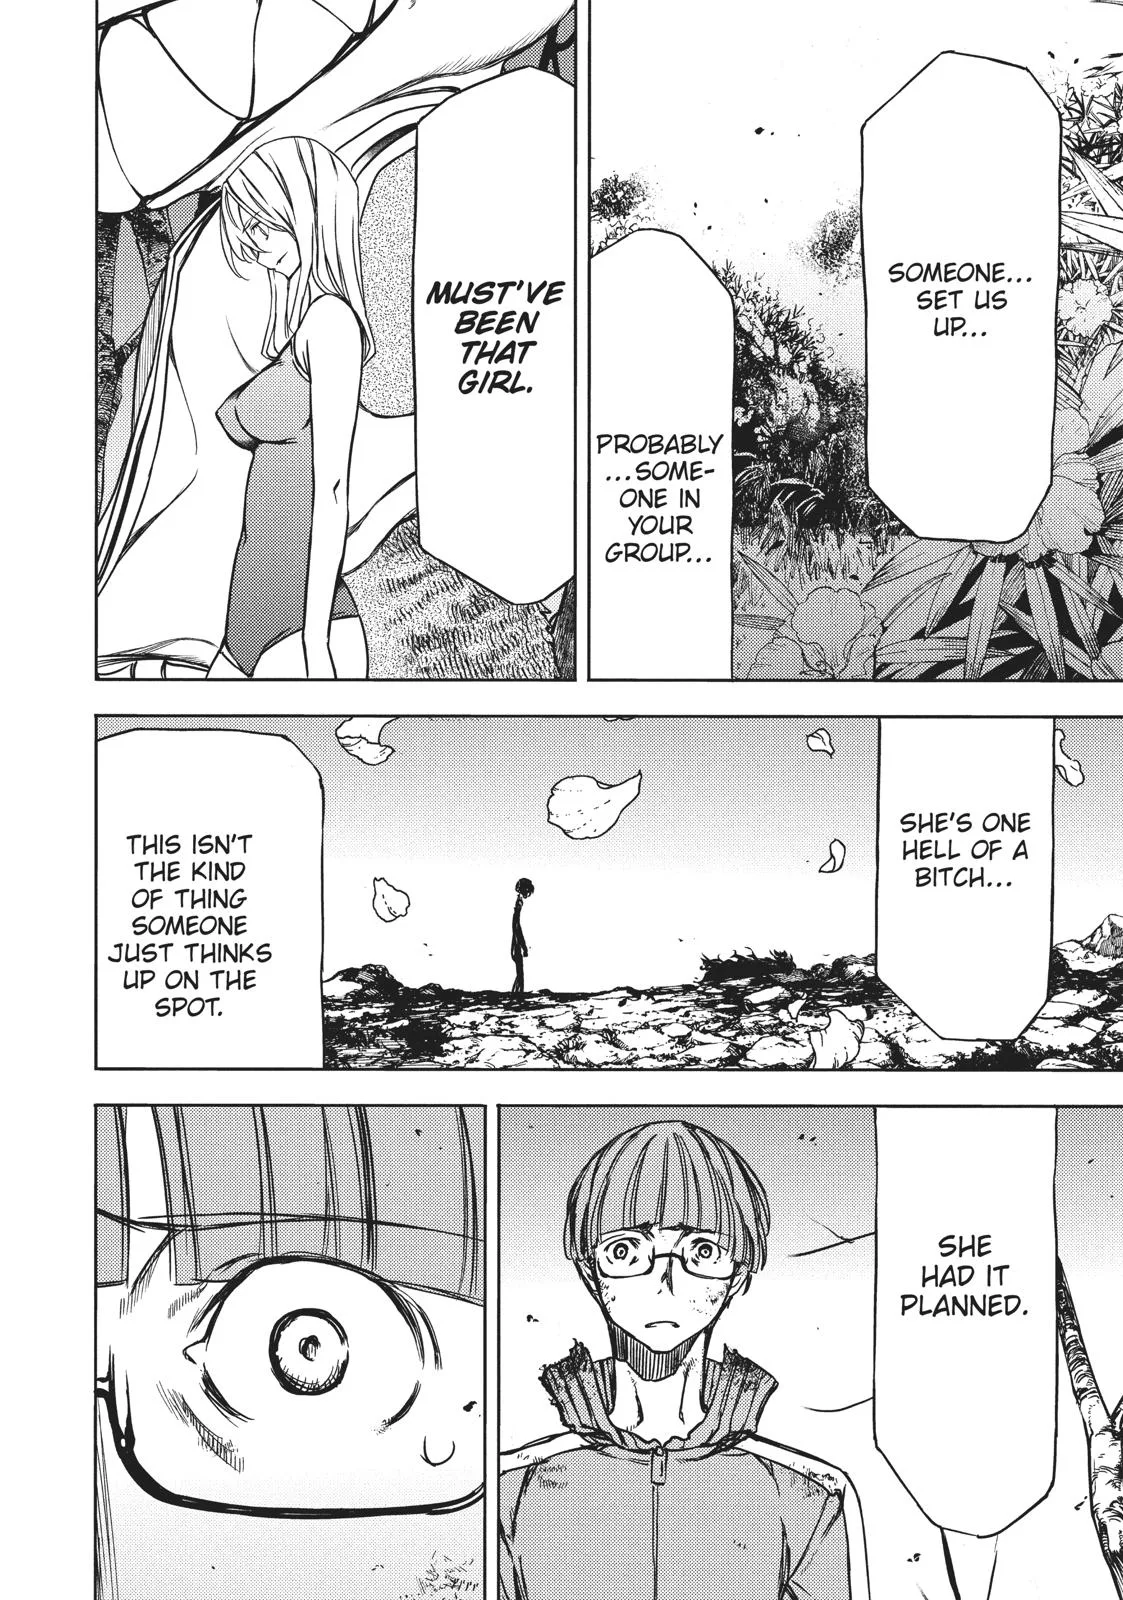 SOMEONE...
SET US
UP...
PROBABLY
...SOME-
ONE IN
YOUR
GROUP...
MUST'VE
BEEN
THAT
GIRL.
SHE'S ONE
HELL OF A
BITCH...
THIS ISN'T
THE KIND
OF THING
SOMEONE
JUST THINKS
UP ON THE
SPOT.
SHE
HAD IT
PLANNED.